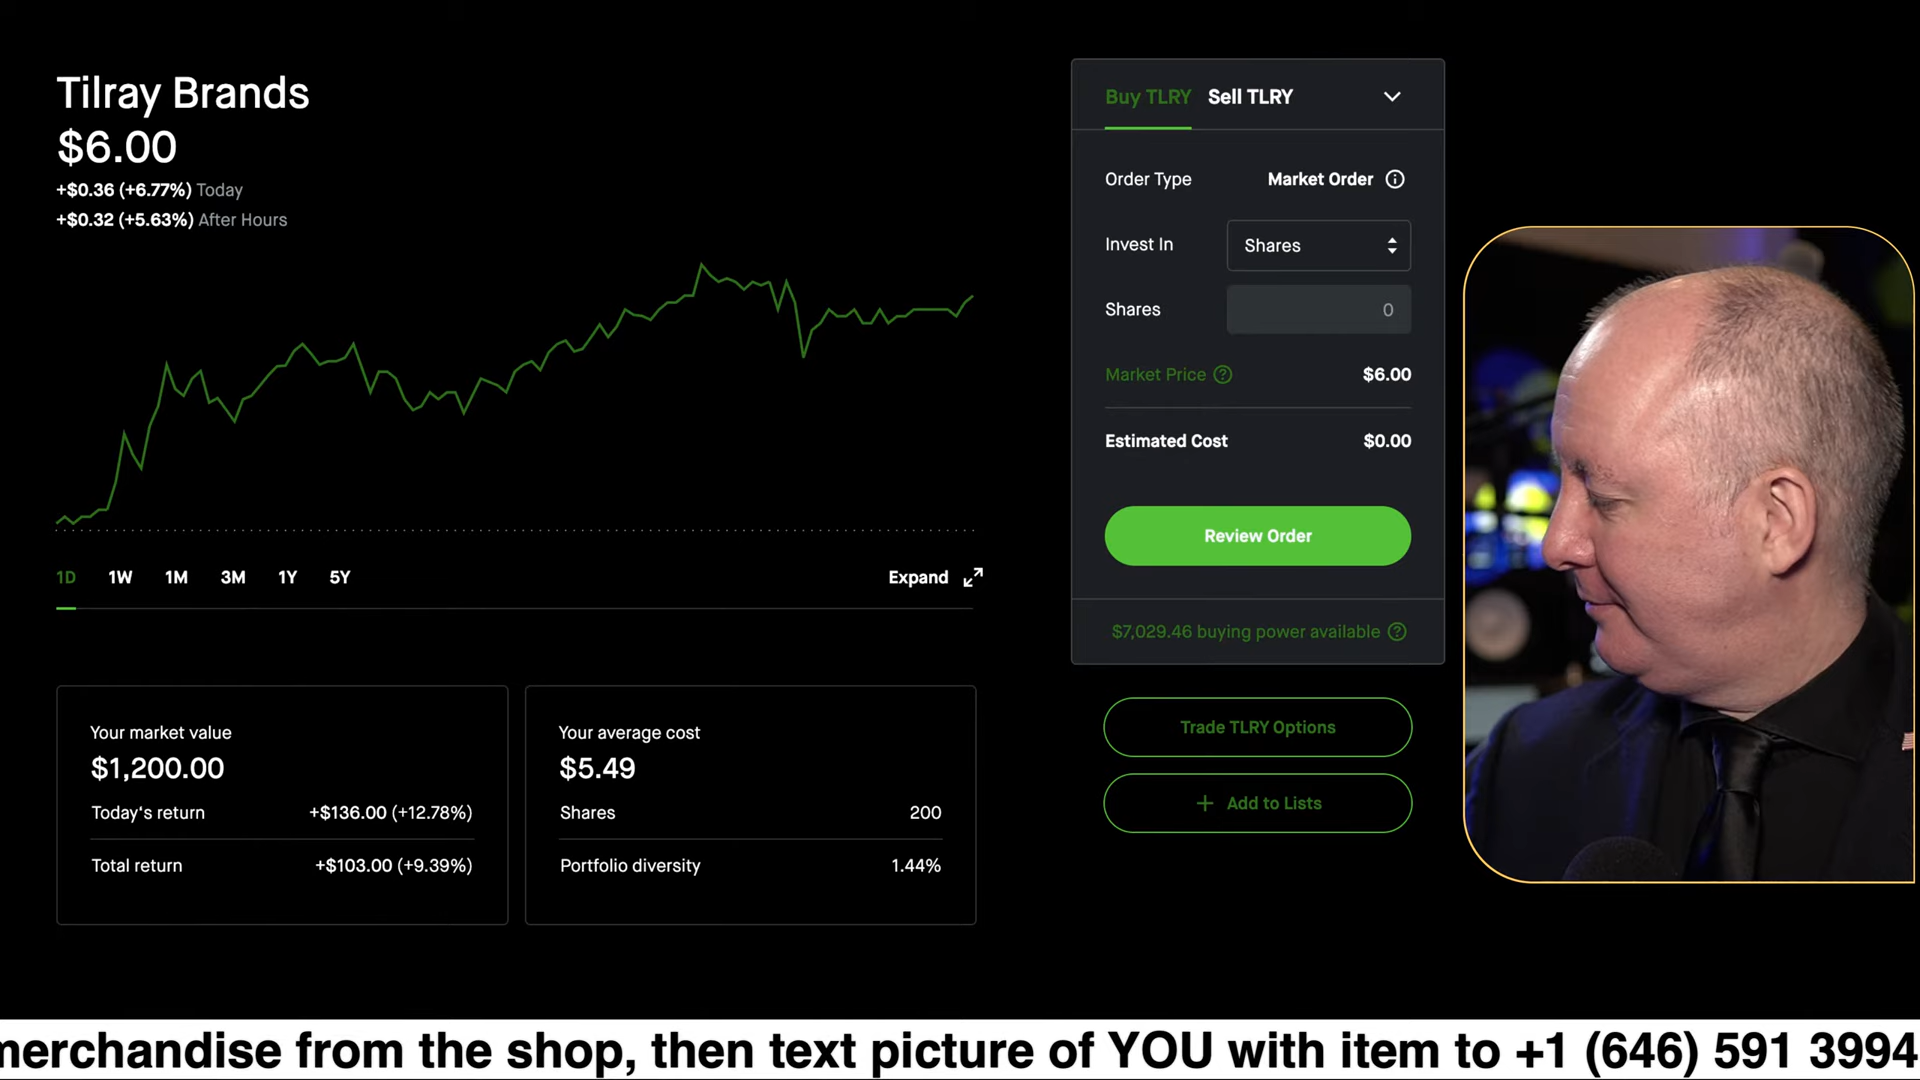 Tilray Brands
$6.00
+$0.36 (+6.77%) Today
+$0.32 (+5.63%) After Hours
1D 1W 1M 3M 1Y 5Y Expand
Your market value
$1,200.00
Today's return +$136.00 (+12.78%)
Total return +$103.00 (+9.39%)
Your average cost
$5.49
Shares 200
Portfolio diversity 1.44%
Buy TLRY Sell TLRY
Order Type Market Order
Invest In Shares
Shares 0
Market Price $6.00
Estimated Cost $0.00
Review Order
$7,029.46 buying power available
Trade TLRY Options
+ Add to Lists
merchandise from the shop, then text picture of YOU with item to +1 (646) 591 3994